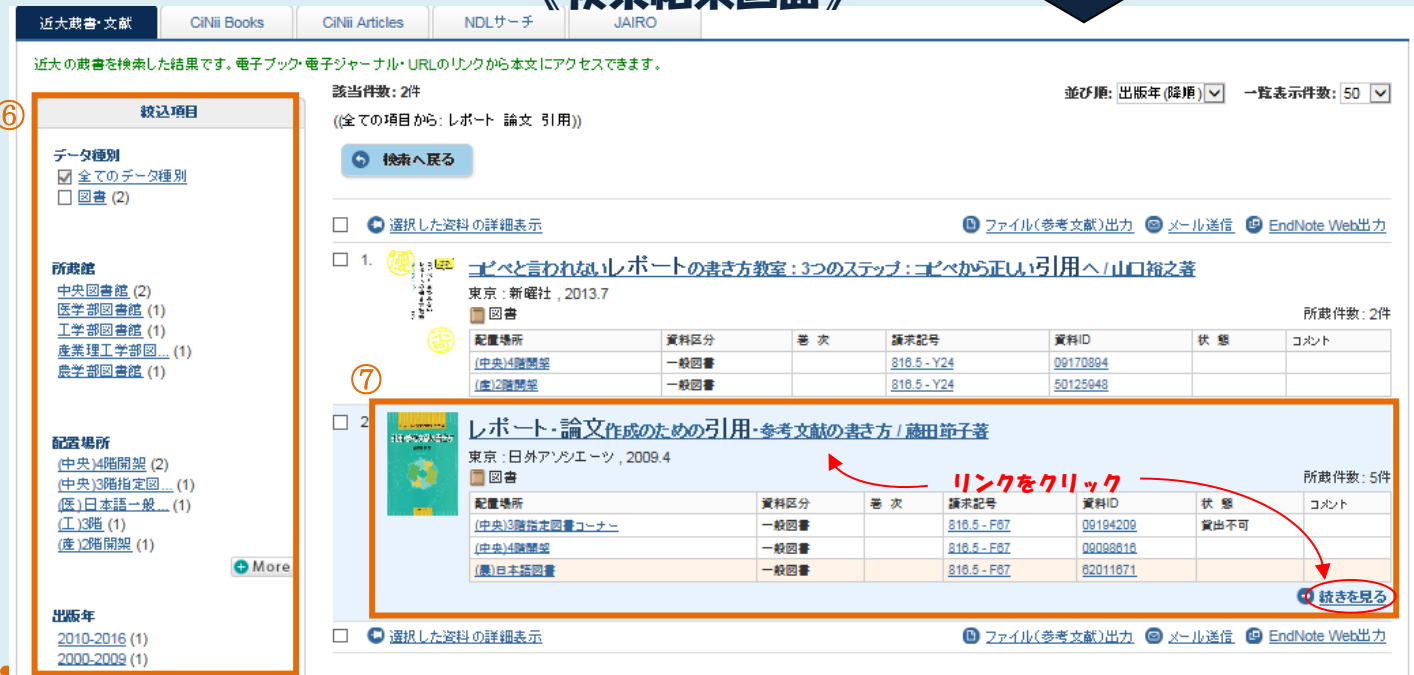 《検索結果画面》
近大蔵書・文献 CiNii Books CiNii Articles NDLサーチ JAIRO
近大の蔵書を検索した結果です。電子ブック・電子ジャーナル・URLのリンクから本文にアクセスできます。
⑥
絞込項目
データ種別
全てのデータ種別
図書 (2)
所蔵館
中央図書館 (2)
医学部図書館 (1)
工学部図書館 (1)
産業理工学部図... (1)
農学部図書館 (1)
配置場所
(中央)4階開架 (2)
(中央)3階指定図... (1)
(医)日本語一般... (1)
(工)3階 (1)
(産)2階開架 (1)
More
出版年
2010-2016 (1)
2000-2009 (1)
該当件数: 2件
並び順: 出版年(降順) 一覧表示件数: 50
((全ての項目から: レポート 論文 引用))
検索へ戻る
選択した資料の詳細表示 ファイル(参考文献)出力 メール送信 EndNote Web出力
1. コピペと言われないレポートの書き方教室 : 3つのステップ : コピペから正しい引用へ / 山口裕之著
東京 : 新曜社 , 2013.7
図書 所蔵件数: 2件
配置場所 資料区分 巻 次 請求記号 資料ID 状 態 コメント
(中央)4階開架 一般図書 816.5 - Y24 09170894
(産)2階開架 一般図書 816.5 - Y24 50125948
⑦
2 レポート・論文作成のための引用・参考文献の書き方 / 藤田節子著
東京 : 日外アソシエーツ , 2009.4
図書 リンクをクリック 所蔵件数: 5件
配置場所 資料区分 巻 次 請求記号 資料ID 状 態 コメント
(中央)3階指定図書コーナー 一般図書 816.5 - F67 09194209 貸出不可
(中央)4階開架 一般図書 816.5 - F67 09098616
(農)日本語図書 一般図書 816.5 - F67 62011671
続きを見る
選択した資料の詳細表示 ファイル(参考文献)出力 メール送信 EndNote Web出力